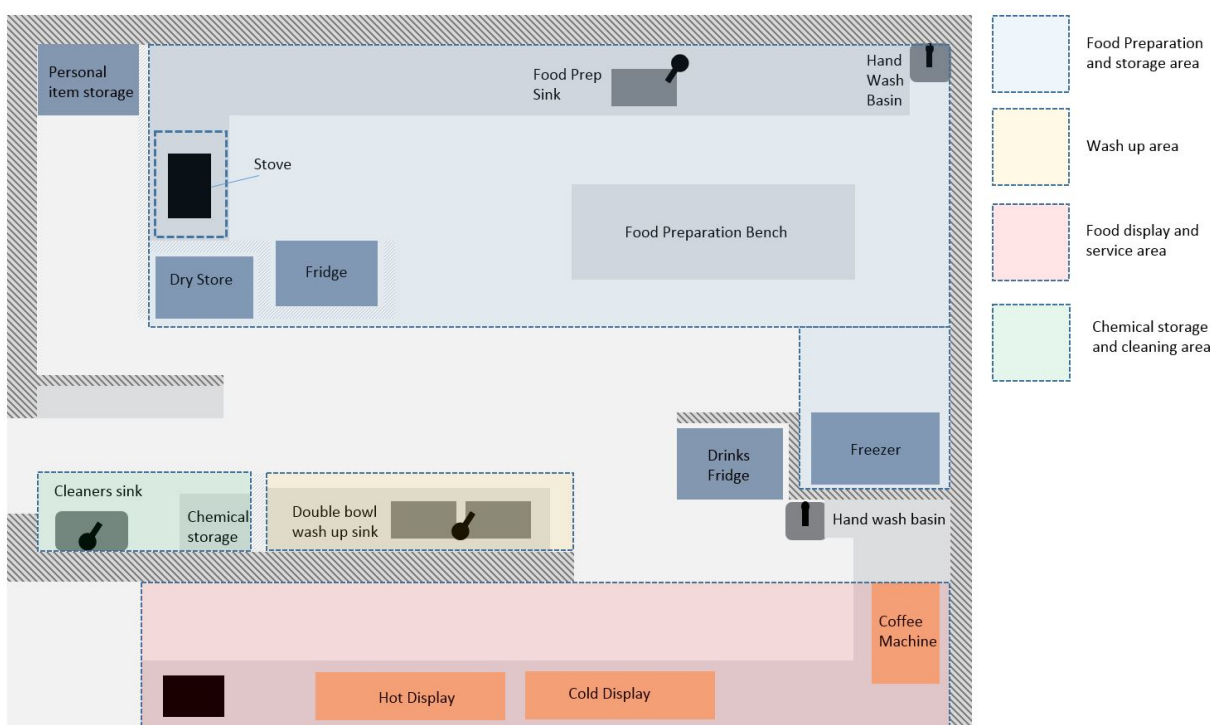 Personal
item storage
Food Prep
Sink
Hand
Wash
Basin
Stove
Food Preparation Bench
Dry Store
Fridge
Freezer
Drinks
Fridge
Cleaners sink
Chemical
storage
Double bowl
wash up sink
Hand wash basin
Coffee
Machine
Hot Display
Cold Display
Food Preparation
and storage area
Wash up area
Food display and
service area
Chemical storage
and cleaning area